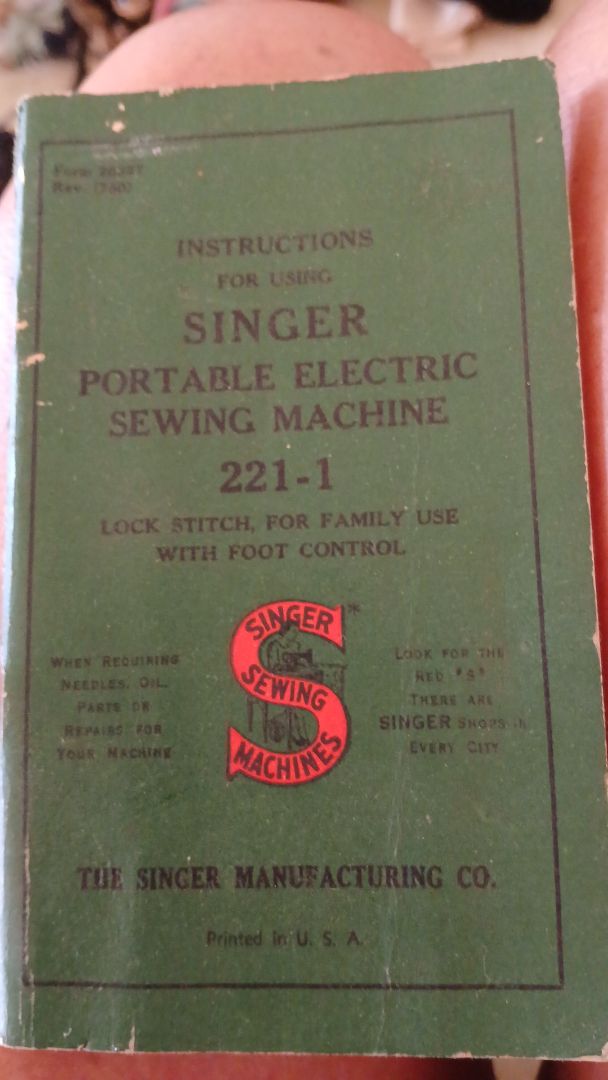 Form
Rev.
INSTRUCTIONS
FOR USING
SINGER
PORTABLE ELECTRIC
SEWING MACHINE
221-1
LOCK STITCH, FOR FAMILY USE
WITH FOOT CONTROL
WHEN REQUIRING
NEEDLES, OIL,
PARTS OR
REPAIRS FOR
YOUR MACHINE
SINGER
SEWING
MACHINES
*
LOOK FOR THE
RED "S"
THERE ARE
SINGER SHOPS IN
EVERY CITY
THE SINGER MANUFACTURING CO.
Printed in U. S. A.